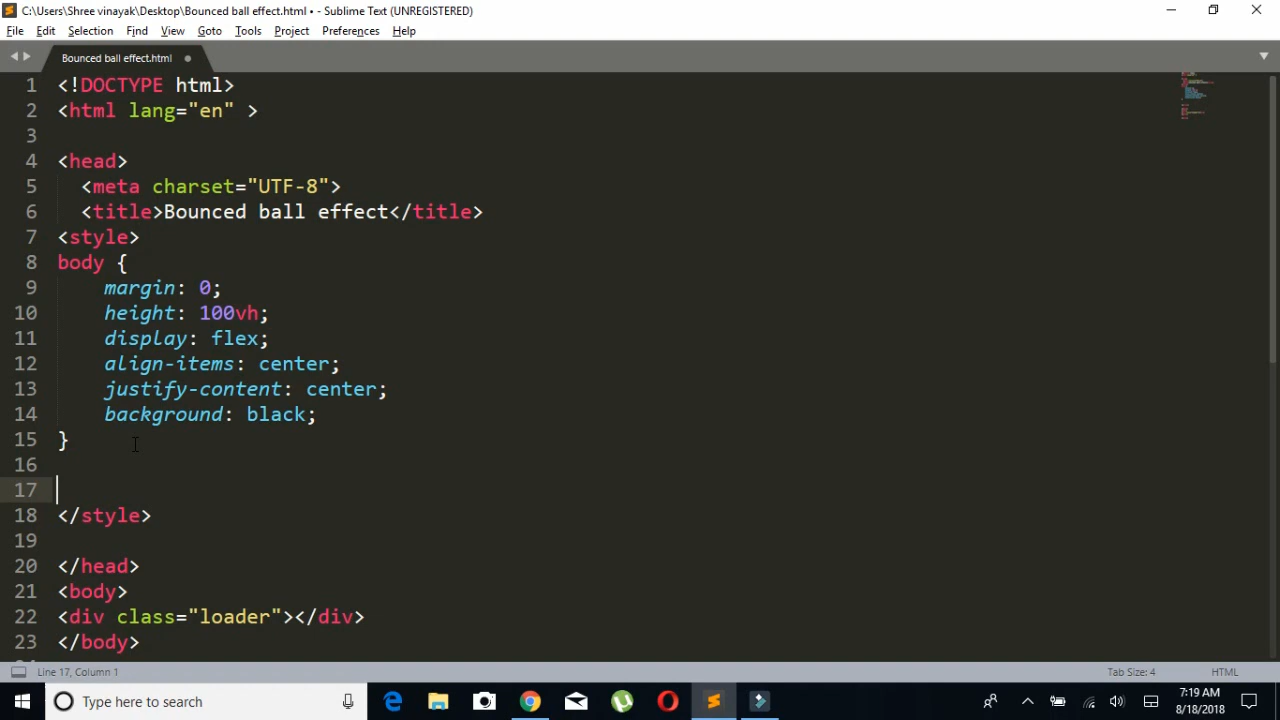 C:\Users\Shree vinayak\Desktop\Bounced ball effect.html • - Sublime Text (UNREGISTERED)
File Edit Selection Find View Goto Tools Project Preferences Help
Bounced ball effect.html
1 <!DOCTYPE html>
2 <html lang="en" >
3
4 <head>
5 <meta charset="UTF-8">
6 <title>Bounced ball effect</title>
7 <style>
8 body {
9 margin: 0;
10 height: 100vh;
11 display: flex;
12 align-items: center;
13 justify-content: center;
14 background: black;
15 }
16
17
18 </style>
19
20 </head>
21 <body>
22 <div class="loader"></div>
23 </body>
Line 17, Column 1 Tab Size: 4 HTML
Type here to search
7:19 AM
8/18/2018